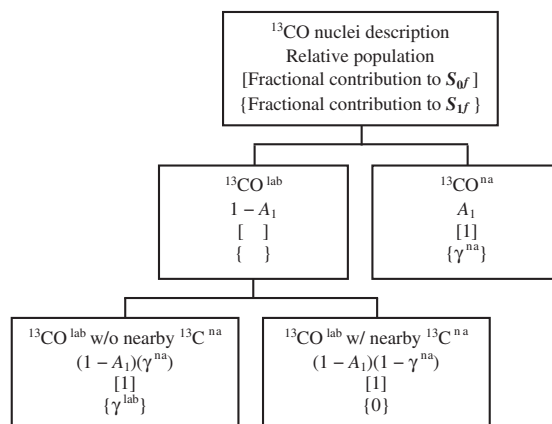 ¹³CO nuclei description
Relative population
[Fractional contribution to S₀f ]
{Fractional contribution to S₁f }
¹³CO ˡᵃᵇ
1 − A₁
[ ]
{ }
¹³CO ⁿᵃ
A₁
[1]
{γⁿᵃ}
¹³CO ˡᵃᵇ w/o nearby ¹³C ⁿᵃ
(1 − A₁)(γⁿᵃ)
[1]
{γˡᵃᵇ}
¹³CO ˡᵃᵇ w/ nearby ¹³C ⁿᵃ
(1 − A₁)(1 − γⁿᵃ)
[1]
{0}